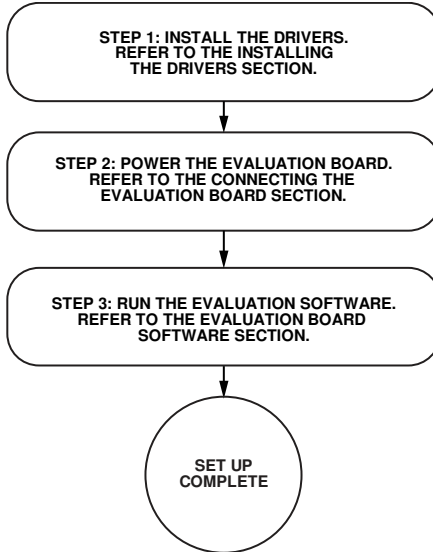 STEP 1: INSTALL THE DRIVERS.
REFER TO THE INSTALLING
THE DRIVERS SECTION.
STEP 2: POWER THE EVALUATION BOARD.
REFER TO THE CONNECTING THE
EVALUATION BOARD SECTION.
STEP 3: RUN THE EVALUATION SOFTWARE.
REFER TO THE EVALUATION BOARD
SOFTWARE SECTION.
SET UP
COMPLETE